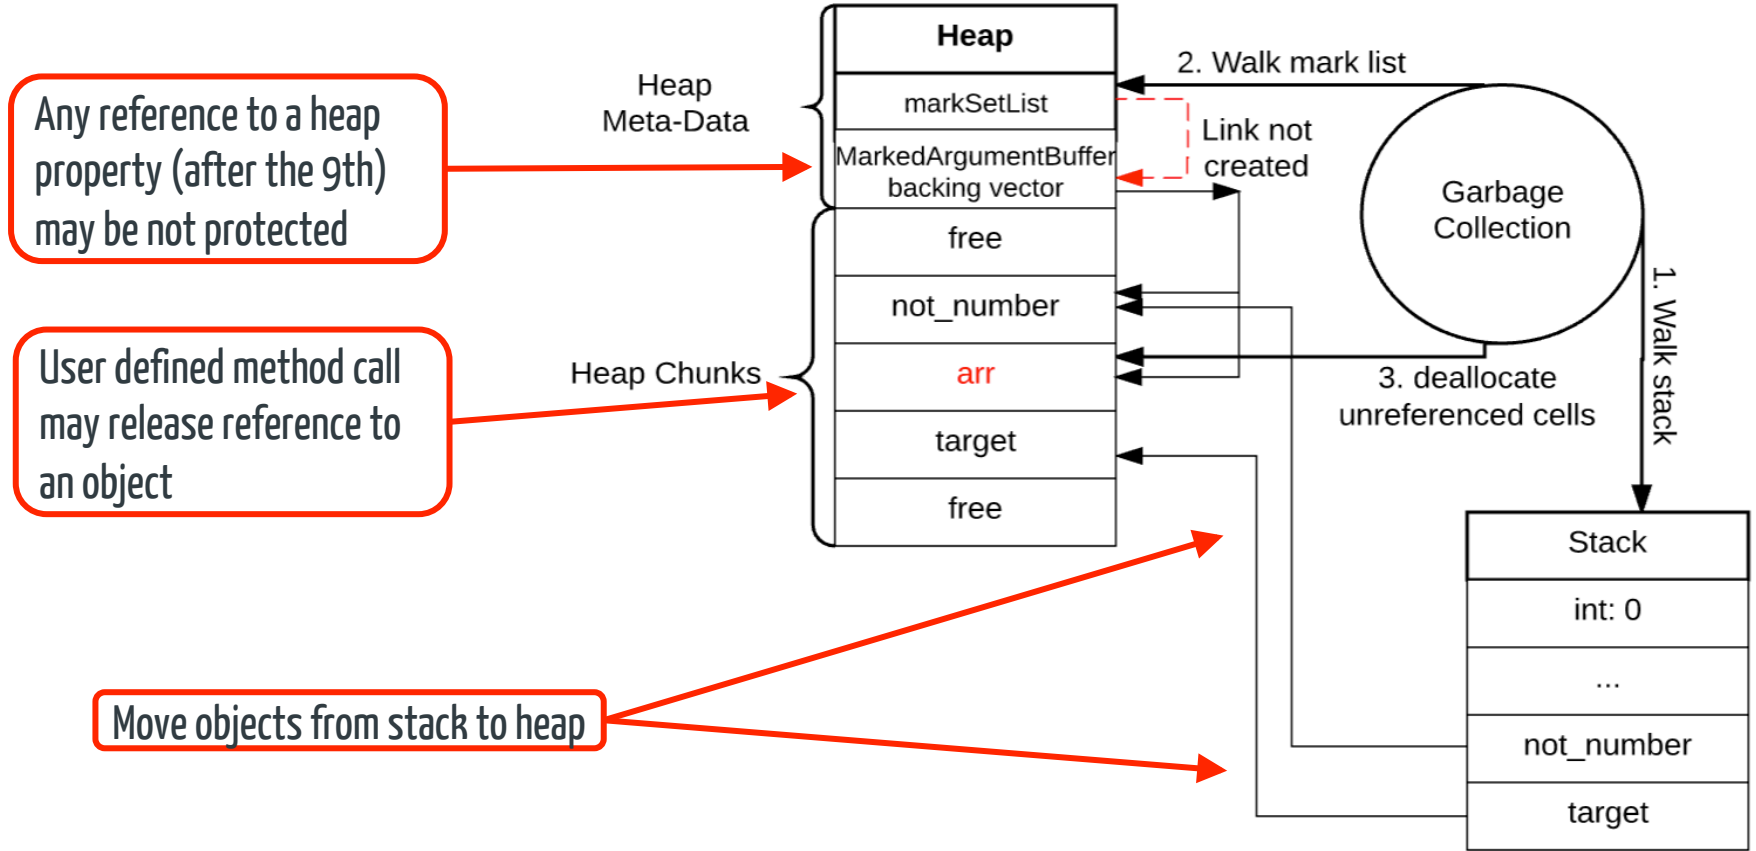 Any reference to a heap
property (after the 9th)
may be not protected
User defined method call
may release reference to
an object
Move objects from stack to heap
Heap
Meta-Data
Heap Chunks
Heap
markSetList
MarkedArgumentBuffer
backing vector
free
not_number
arr
target
free
2. Walk mark list
Link not
created
Garbage
Collection
1. Walk stack
3. deallocate
unreferenced cells
Stack
int: 0
...
not_number
target